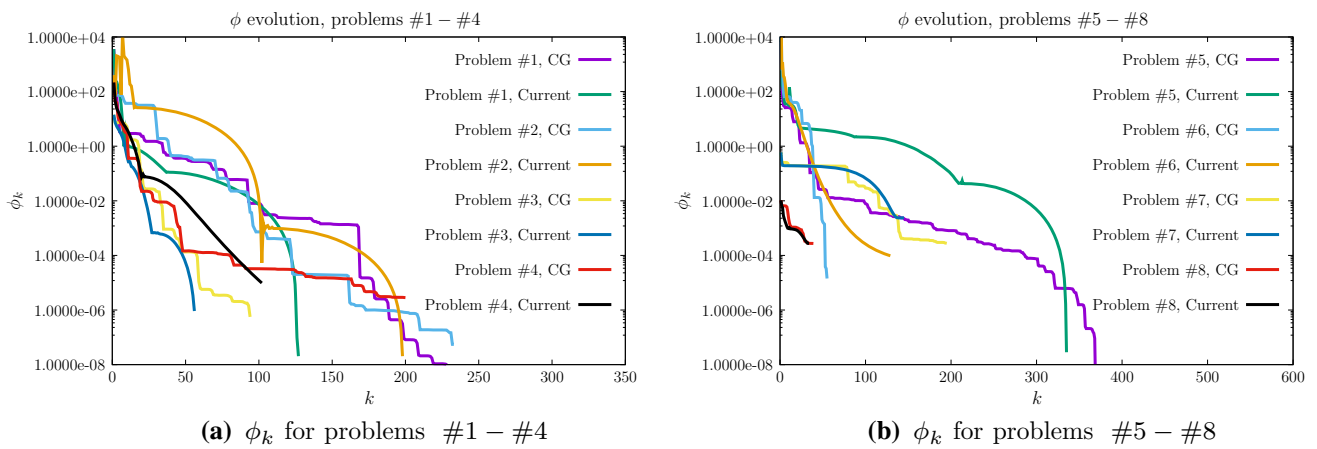 ϕ evolution, problems #1 − #4
1.0000e+04
1.0000e+02
1.0000e+00
1.0000e-02
1.0000e-04
1.0000e-06
1.0000e-08
ϕk
0 50 100 150 200 250 300 350
k
Problem #1, CG
Problem #1, Current
Problem #2, CG
Problem #2, Current
Problem #3, CG
Problem #3, Current
Problem #4, CG
Problem #4, Current
(a) ϕk for problems #1 − #4
ϕ evolution, problems #5 − #8
1.0000e+04
1.0000e+02
1.0000e+00
1.0000e-02
1.0000e-04
1.0000e-06
1.0000e-08
ϕk
0 100 200 300 400 500 600
k
Problem #5, CG
Problem #5, Current
Problem #6, CG
Problem #6, Current
Problem #7, CG
Problem #7, Current
Problem #8, CG
Problem #8, Current
(b) ϕk for problems #5 − #8